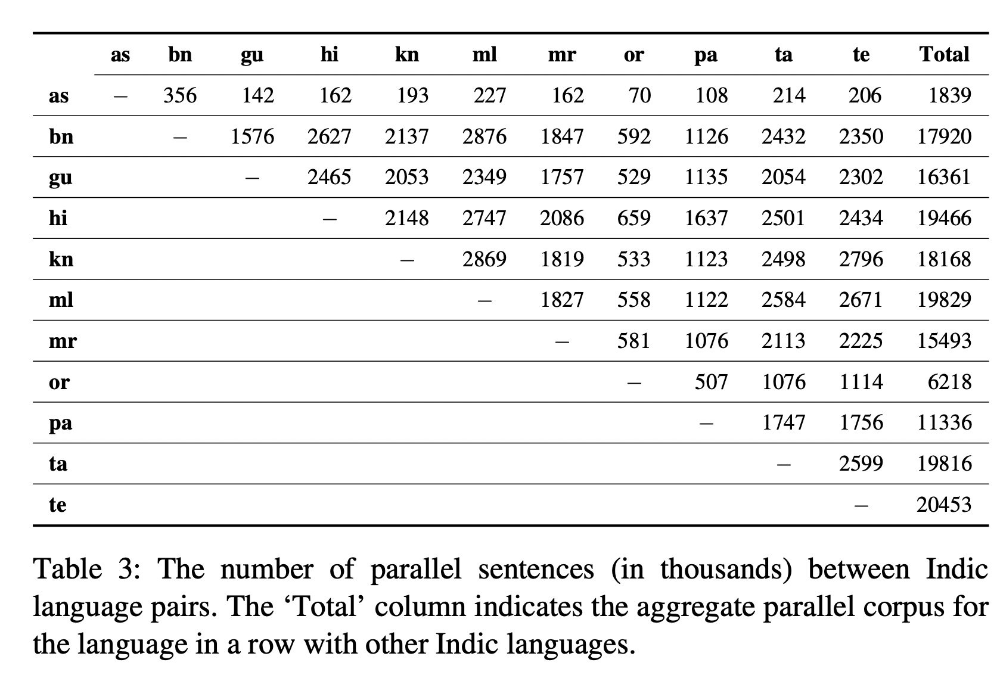 as bn gu hi kn ml mr or pa ta te Total
as – 356 142 162 193 227 162 70 108 214 206 1839
bn – 1576 2627 2137 2876 1847 592 1126 2432 2350 17920
gu – 2465 2053 2349 1757 529 1135 2054 2302 16361
hi – 2148 2747 2086 659 1637 2501 2434 19466
kn – 2869 1819 533 1123 2498 2796 18168
ml – 1827 558 1122 2584 2671 19829
mr – 581 1076 2113 2225 15493
or – 507 1076 1114 6218
pa – 1747 1756 11336
ta – 2599 19816
te – 20453
Table 3: The number of parallel sentences (in thousands) between Indic
language pairs. The ‘Total’ column indicates the aggregate parallel corpus for
the language in a row with other Indic languages.